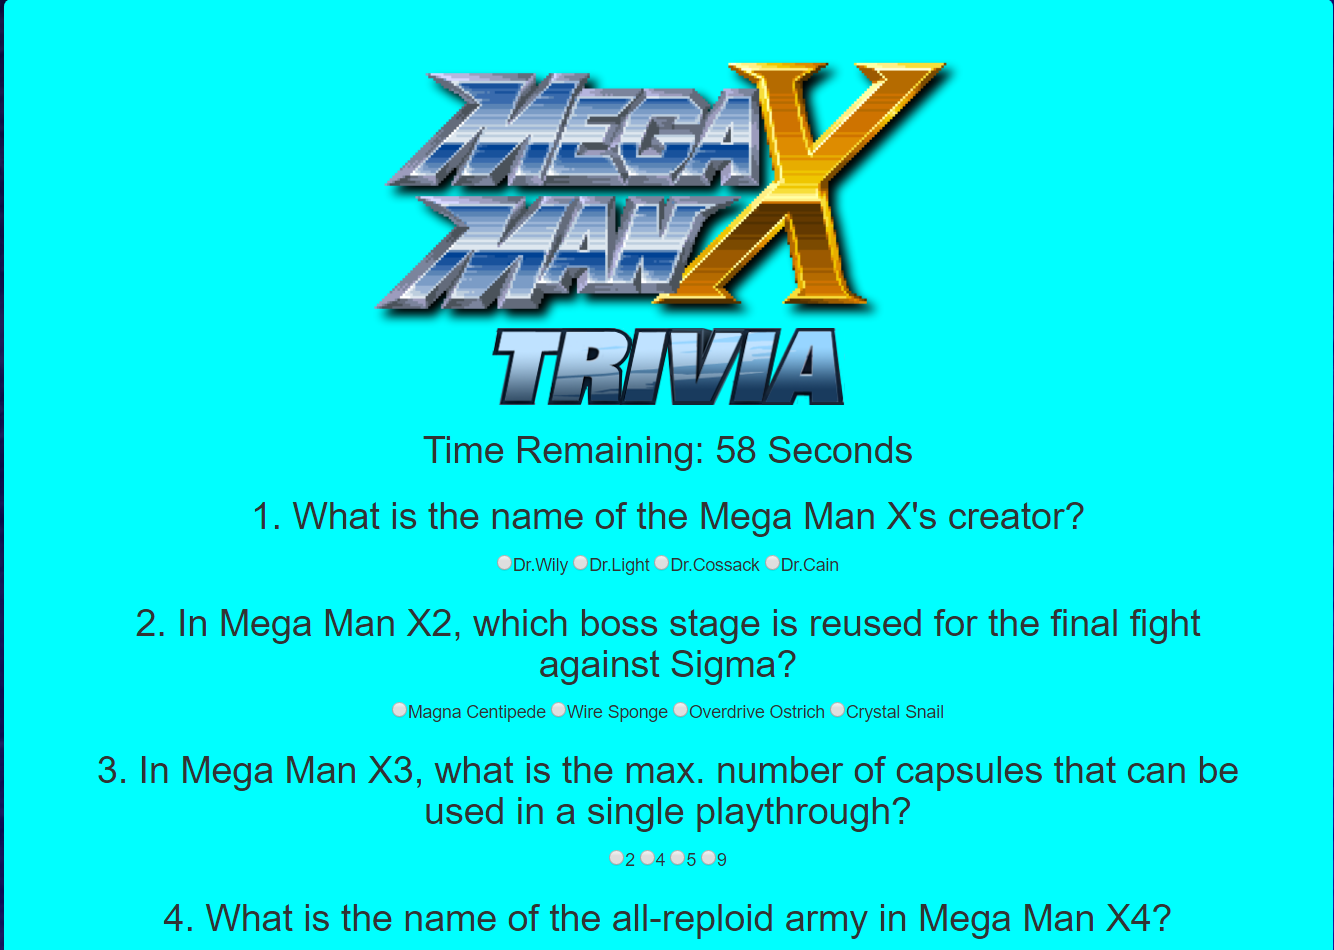 MEGA
MAN X
TRIVIA
Time Remaining: 58 Seconds
1. What is the name of the Mega Man X's creator?
Dr.Wily Dr.Light Dr.Cossack Dr.Cain
2. In Mega Man X2, which boss stage is reused for the final fight
against Sigma?
Magna Centipede Wire Sponge Overdrive Ostrich Crystal Snail
3. In Mega Man X3, what is the max. number of capsules that can be
used in a single playthrough?
2 4 5 9
4. What is the name of the all-reploid army in Mega Man X4?